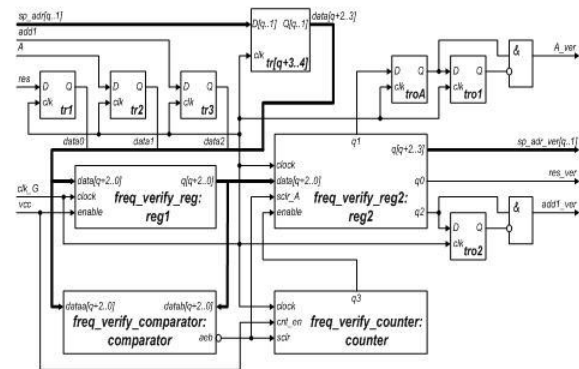 sp_adr[q..1]
add1
A
res
D[q..1] Q[q..1]
clk
tr[q+3..4]
data[q+2..3]
D Q
clk
tr1
D Q
clk
tr2
D Q
clk
tr3
data0
data1
data2
D Q
clk
troA
D Q
clk
tro1
&
A_ver
clk_G
vcc
data[q+2..0] q[q+2..0]
clock
enable
freq_verify_reg:
reg1
q1
clock
data[q+2..0]
sclr_A
enable
freq_verify_reg2:
reg2
q[q+2..3]
q0
q2
sp_adr_ver[q..1]
res_ver
D Q
clk
tro2
&
add1_ver
dataa[q+2..0] datab[q+2..0]
freq_verify_comparator:
comparator
aeb
q3
clock
cnt_en
sclr
freq_verify_counter:
counter